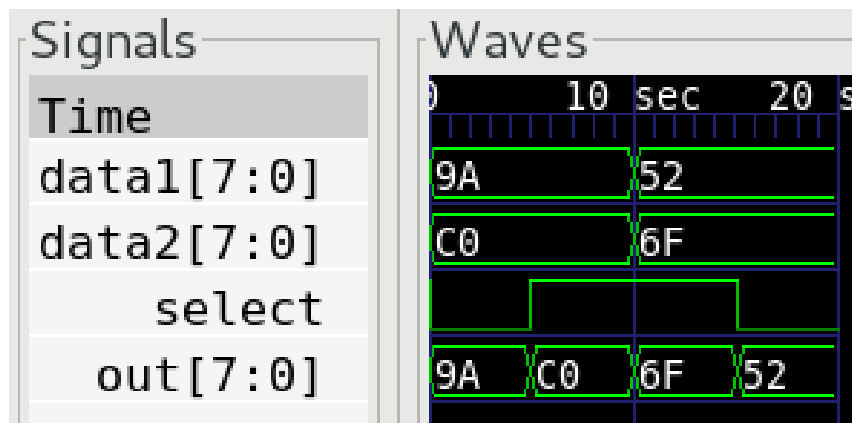 Signals
Waves
Time
10 sec
20 s
data1[7:0]
9A
52
data2[7:0]
C0
6F
select
out[7:0]
9A
C0
6F
52